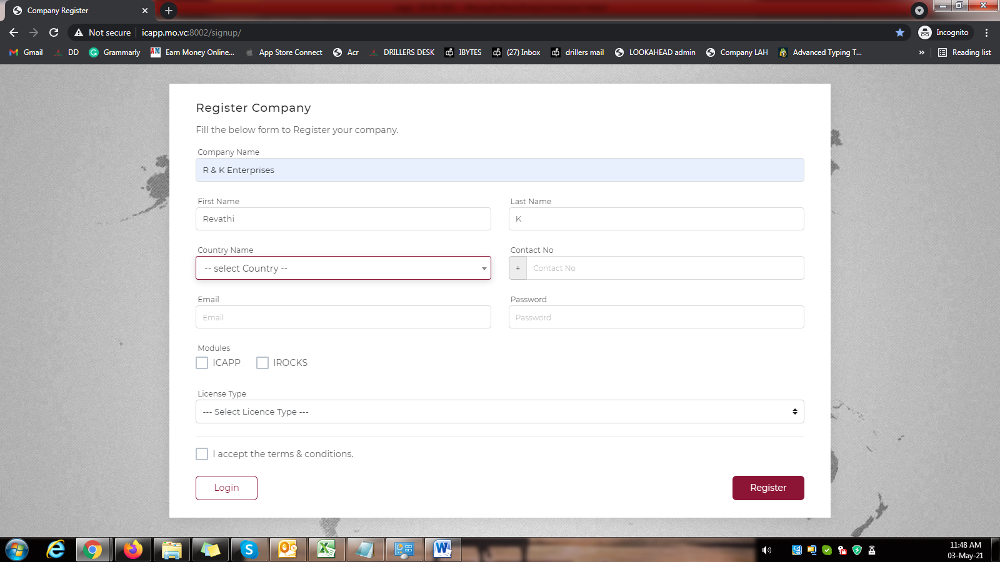 Company Register
Not secure
icapp.mo.vc:8002/signup/
Incognito
Gmail
DD
Grammarly
Earn Money Online...
App Store Connect
Acr
DRILLERS DESK
IBYTES
(27) Inbox
drillers mail
LOOKAHEAD admin
Company LAH
Advanced Typing T...
»
Reading list
Register Company
Fill the below form to Register your company.
Company Name
R & K Enterprises
First Name
Last Name
Revathi
K
Country Name
Contact No
-- select Country --
+
Contact No
Email
Password
Email
Password
Modules
ICAPP
IROCKS
License Type
--- Select Licence Type ---
I accept the terms & conditions.
Login
Register
11:48 AM
03-May-21